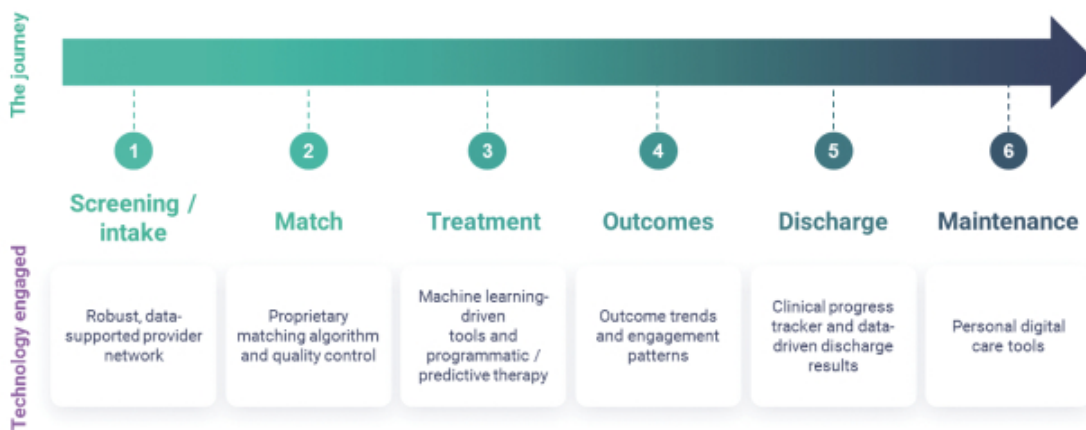 The journey
1
2
3
4
5
6
Screening /
intake
Match
Treatment
Outcomes
Discharge
Maintenance
Technology engaged
Robust, data-
supported provider
network
Proprietary
matching algorithm
and quality control
Machine learning-
driven
tools and
programmatic /
predictive therapy
Outcome trends
and engagement
patterns
Clinical progress
tracker and data-
driven discharge
results
Personal digital
care tools